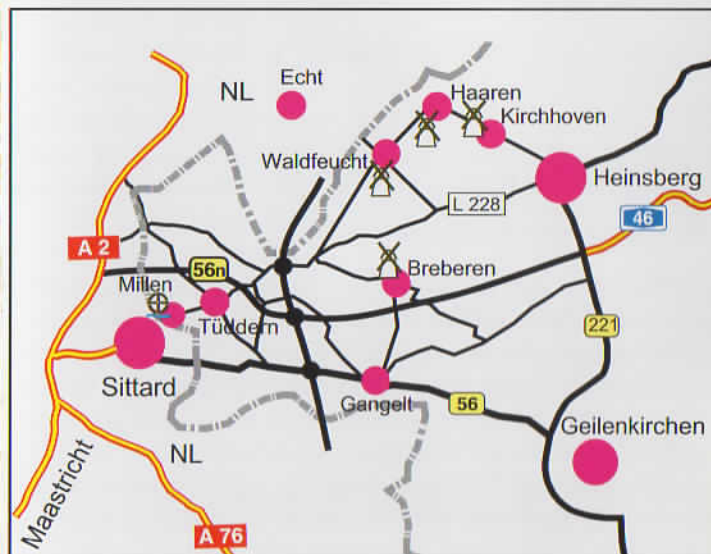 Echt
NL
Haaren
Kirchhoven
Waldfeucht
Heinsberg
L 228
46
A 2
56n
Breberen
Millen
Tüddern
221
Sittard
Gangelt
56
Geilenkirchen
NL
Maastricht
A 76